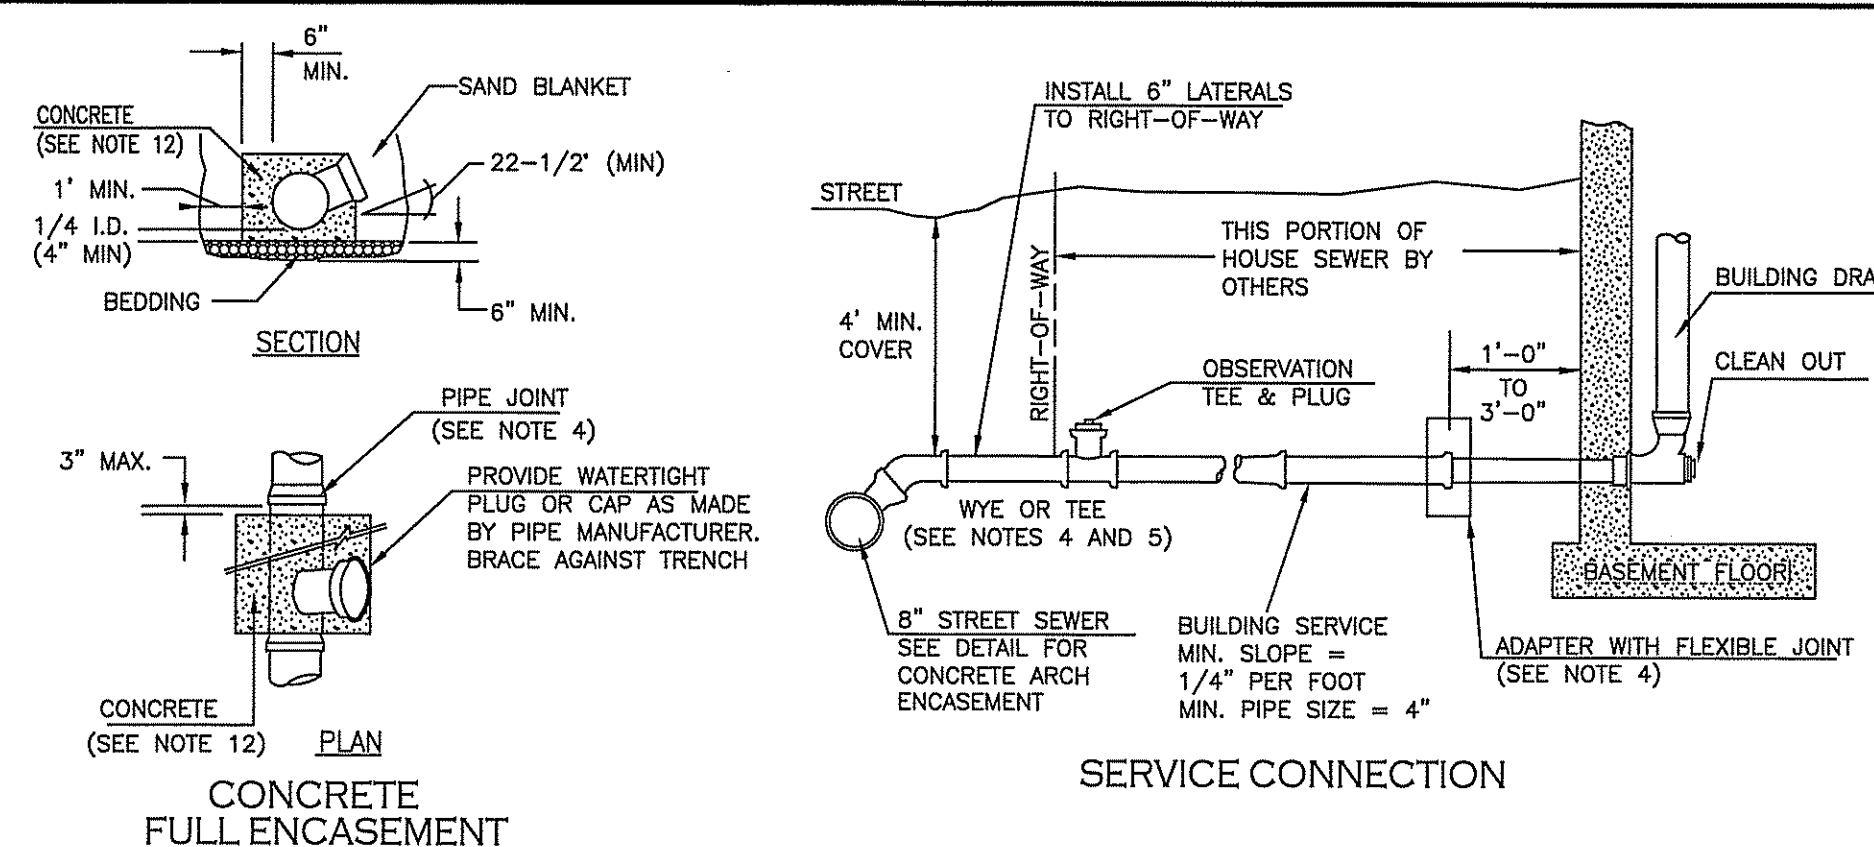 6"
MIN.
SAND BLANKET
CONCRETE
(SEE NOTE 12)
22-1/2' (MIN)
1' MIN.
1/4 I.D.
(4" MIN)
BEDDING
6" MIN.
SECTION
PIPE JOINT
(SEE NOTE 4)
3" MAX.
PROVIDE WATERTIGHT
PLUG OR CAP AS MADE
BY PIPE MANUFACTURER.
BRACE AGAINST TRENCH
CONCRETE
(SEE NOTE 12)
PLAN
CONCRETE
FULL ENCASEMENT
INSTALL 6" LATERALS
TO RIGHT-OF-WAY
STREET
THIS PORTION OF
HOUSE SEWER BY
OTHERS
RIGHT-OF-WAY
4' MIN.
COVER
BUILDING DRA
1'-0"
TO
3'-0"
CLEAN OUT
OBSERVATION
TEE & PLUG
WYE OR TEE
(SEE NOTES 4 AND 5)
BASEMENT FLOOR
8" STREET SEWER
SEE DETAIL FOR
CONCRETE ARCH
ENCASEMENT
BUILDING SERVICE
MIN. SLOPE =
1/4" PER FOOT
MIN. PIPE SIZE = 4"
ADAPTER WITH FLEXIBLE JOINT
(SEE NOTE 4)
SERVICE CONNECTION